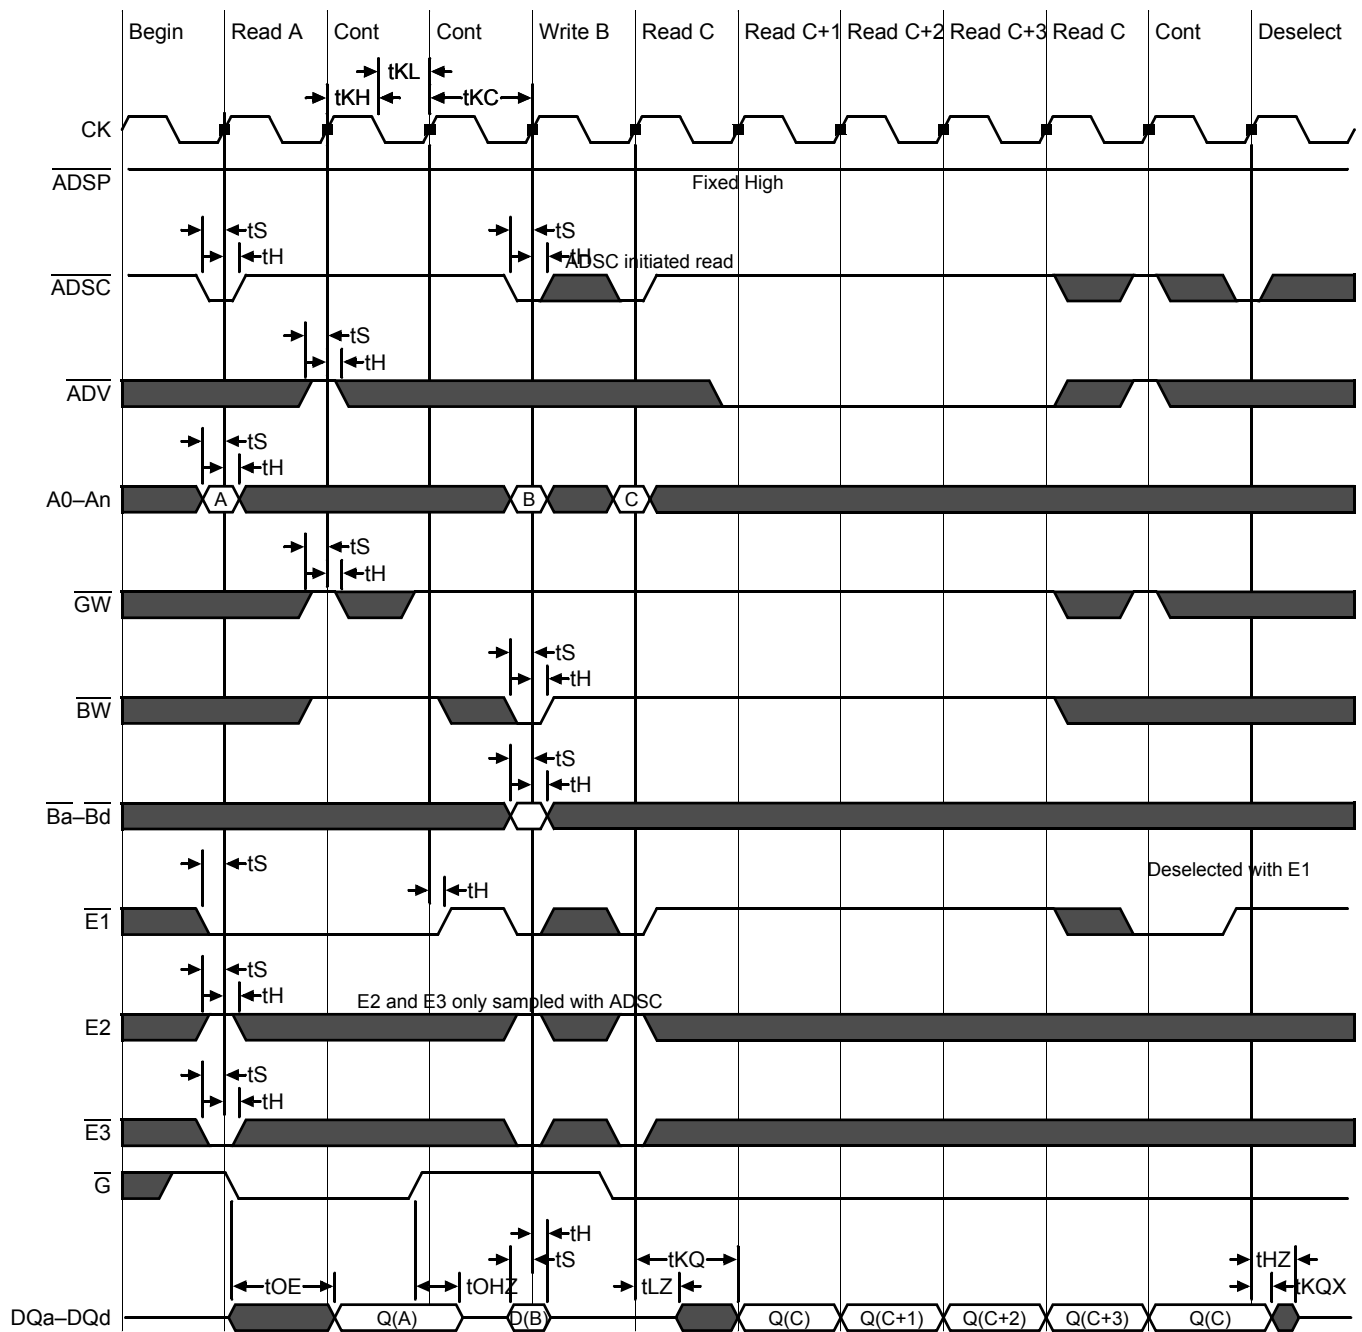 Begin Read A Cont Cont Write B Read C Read C+1 Read C+2 Read C+3 Read C Cont Deselect
tKL
tKH tKC
CK
ADSP
Fixed High
tS tS
tH tH
ADSC initiated read
ADSC
tS
tH
ADV
tS
tH
A0–An A B C
tS
tH
GW
tS
tH
BW
tS
tH
Ba–Bd
tS
Deselected with E1
tH
E1
tS
tH
E2 and E3 only sampled with ADSC
E2
tS
tH
E3
G
tH
tS tKQ tHZ
tOE tOHZ tLZ tKQX
DQa–DQd Q(A) D(B) Q(C) Q(C+1) Q(C+2) Q(C+3) Q(C)